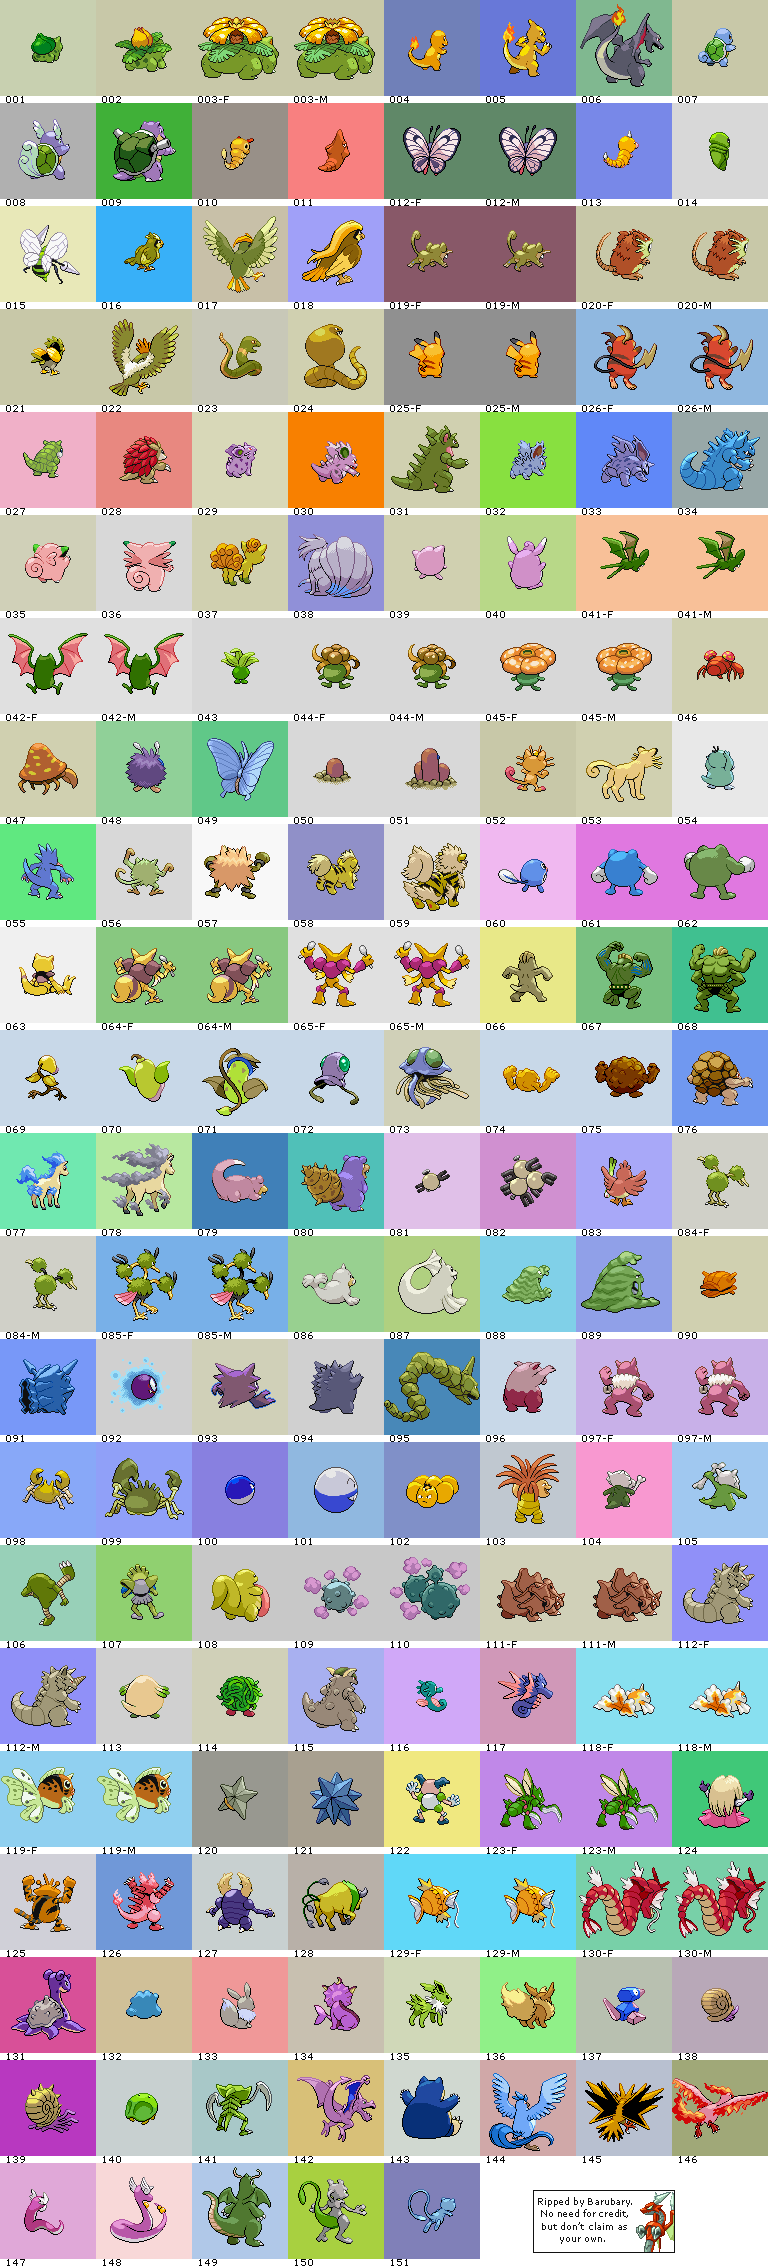 001 002 003-F 003-M 004 005 006 007
008 009 010 011 012-F 012-M 013 014
015 016 017 018 019-F 019-M 020-F 020-M
021 022 023 024 025-F 025-M 026-F 026-M
027 028 029 030 031 032 033 034
035 036 037 038 039 040 041-F 041-M
042-F 042-M 043 044-F 044-M 045-F 045-M 046
047 048 049 050 051 052 053 054
055 056 057 058 059 060 061 062
063 064-F 064-M 065-F 065-M 066 067 068
069 070 071 072 073 074 075 076
077 078 079 080 081 082 083 084-F
084-M 085-F 085-M 086 087 088 089 090
091 092 093 094 095 096 097-F 097-M
098 099 100 101 102 103 104 105
106 107 108 109 110 111-F 111-M 112-F
112-M 113 114 115 116 117 118-F 118-M
119-F 119-M 120 121 122 123-F 123-M 124
125 126 127 128 129-F 129-M 130-F 130-M
131 132 133 134 135 136 137 138
139 140 141 142 143 144 145 146
147 148 149 150 151
Ripped by Barubary.
No need for credit,
but don't claim as
your own.